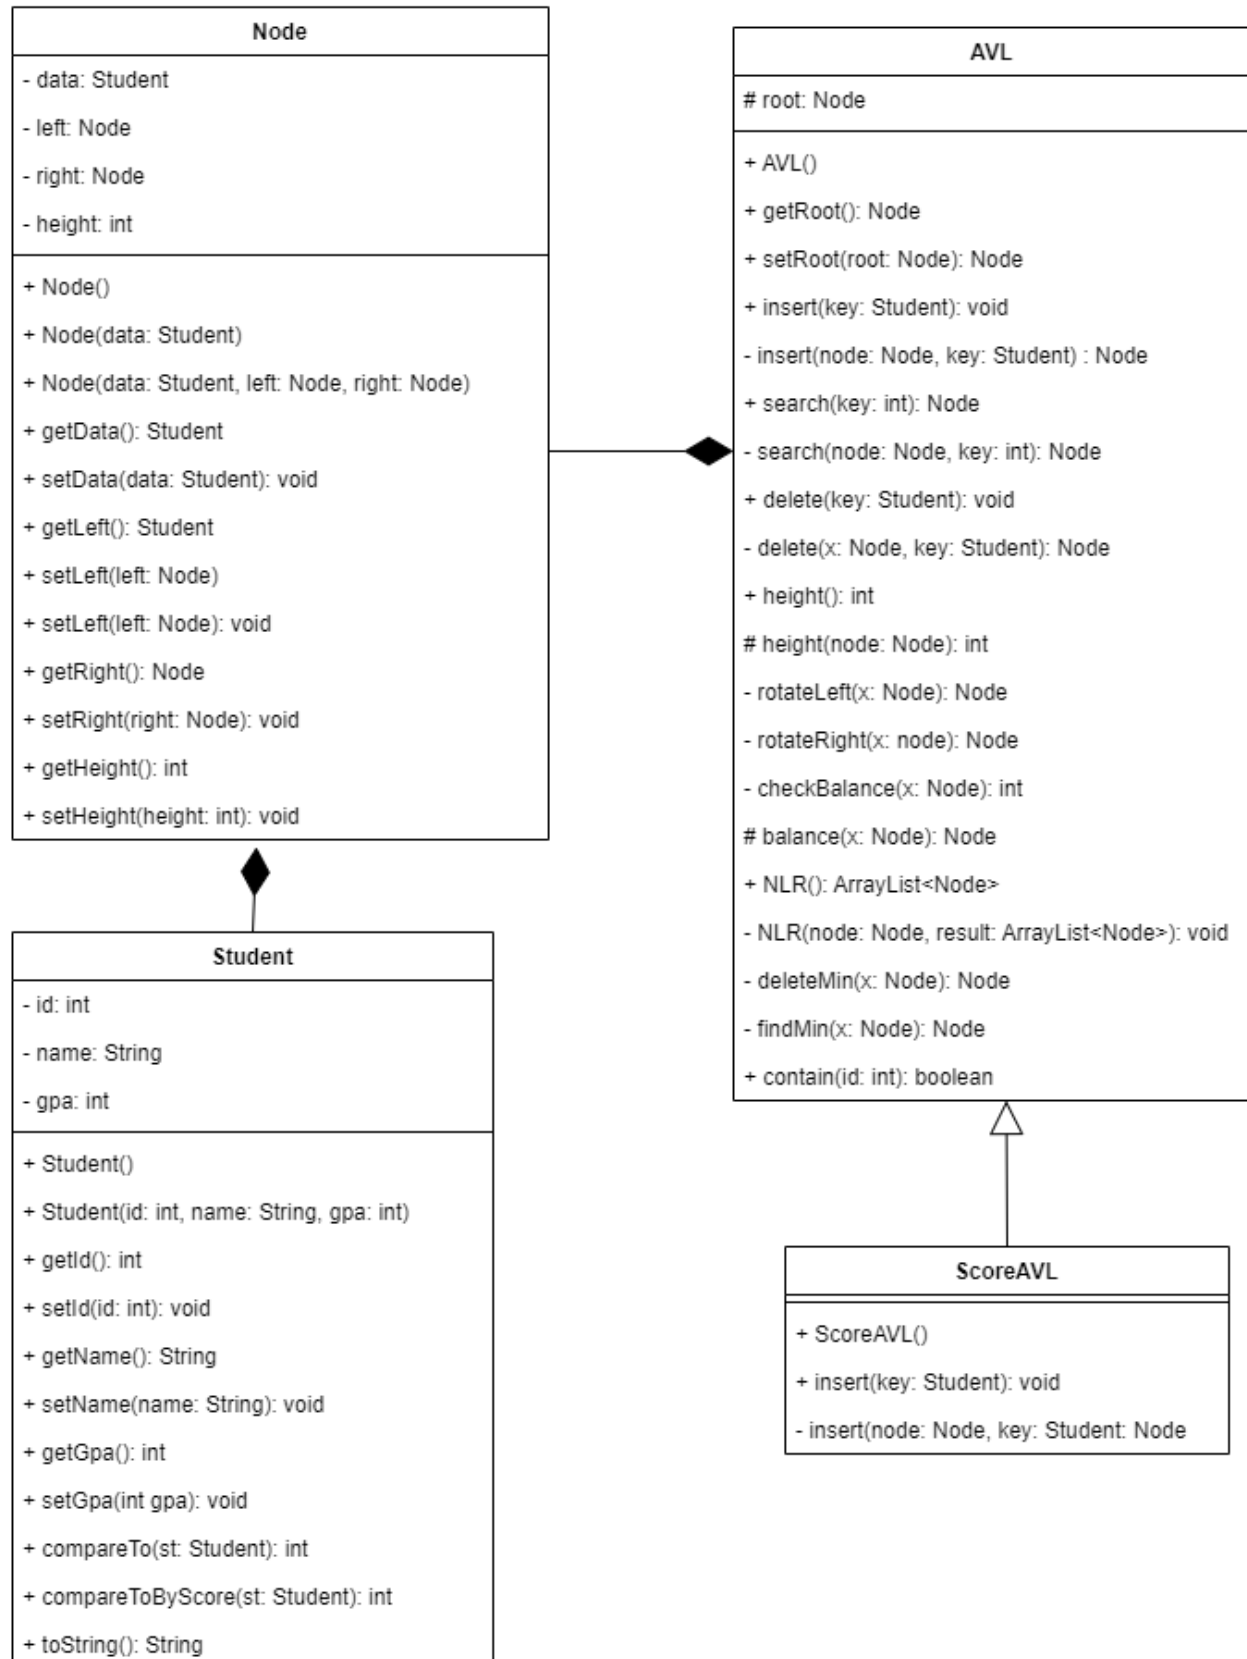 Node
- data: Student
- left: Node
- right: Node
- height: int
+ Node()
+ Node(data: Student)
+ Node(data: Student, left: Node, right: Node)
+ getData(): Student
+ setData(data: Student): void
+ getLeft(): Student
+ setLeft(left: Node)
+ setLeft(left: Node): void
+ getRight(): Node
+ setRight(right: Node): void
+ getHeight(): int
+ setHeight(height: int): void
Student
- id: int
- name: String
- gpa: int
+ Student()
+ Student(id: int, name: String, gpa: int)
+ getId(): int
+ setId(id: int): void
+ getName(): String
+ setName(name: String): void
+ getGpa(): int
+ setGpa(int gpa): void
+ compareTo(st: Student): int
+ compareToByScore(st: Student): int
+ toString(): String
AVL
# root: Node
+ AVL()
+ getRoot(): Node
+ setRoot(root: Node): Node
+ insert(key: Student): void
- insert(node: Node, key: Student) : Node
+ search(key: int): Node
- search(node: Node, key: int): Node
+ delete(key: Student): void
- delete(x: Node, key: Student): Node
+ height(): int
# height(node: Node): int
- rotateLeft(x: Node): Node
- rotateRight(x: node): Node
- checkBalance(x: Node): int
# balance(x: Node): Node
+ NLR(): ArrayList<Node>
- NLR(node: Node, result: ArrayList<Node>): void
- deleteMin(x: Node): Node
- findMin(x: Node): Node
+ contain(id: int): boolean
ScoreAVL
+ ScoreAVL()
+ insert(key: Student): void
- insert(node: Node, key: Student: Node